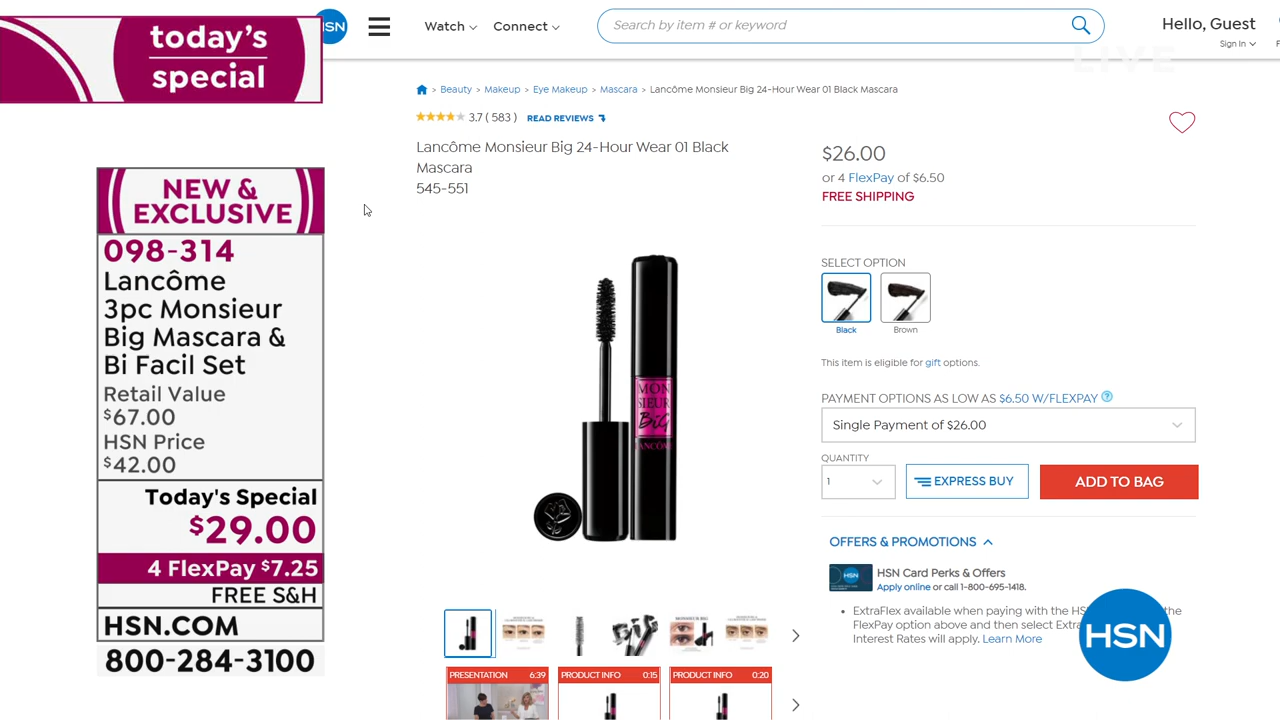 today's
special
NEW &
EXCLUSIVE
098-314
Lancôme
3pc Monsieur
Big Mascara &
Bi Facil Set
Retail Value
$67.00
HSN Price
$42.00
Today's Special
$29.00
4 FlexPay $7.25
FREE S&H
HSN.COM
800-284-3100
HSN
Watch
Connect
Search by item # or keyword
Hello, Guest
Sign In
LIVE
> Beauty > Makeup > Eye Makeup > Mascara > Lancôme Monsieur Big 24-Hour Wear 01 Black Mascara
3.7 ( 583 ) READ REVIEWS
Lancôme Monsieur Big 24-Hour Wear 01 Black
Mascara
545-551
MON
SIEUR
BIG
LANCÔME
PRESENTATION 6:39
PRODUCT INFO 0:15
PRODUCT INFO 0:20
$26.00
or 4 FlexPay of $6.50
FREE SHIPPING
SELECT OPTION
Black
Brown
This item is eligible for gift options.
PAYMENT OPTIONS AS LOW AS $6.50 W/FLEXPAY ?
Single Payment of $26.00
QUANTITY
1
EXPRESS BUY
ADD TO BAG
OFFERS & PROMOTIONS
HSN
HSN Card Perks & Offers
Apply online or call 1-800-695-1418.
• ExtraFlex available when paying with the the
FlexPay option above and then select
Interest Rates will apply. Learn More
HSN